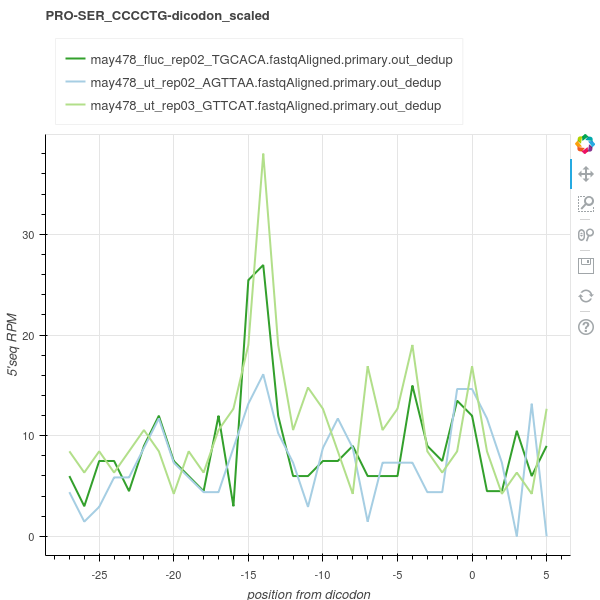 PRO-SER_CCCCTG-dicodon_scaled
may478_fluc_rep02_TGCACA.fastqAligned.primary.out_dedup
may478_ut_rep02_AGTTAA.fastqAligned.primary.out_dedup
may478_ut_rep03_GTTCAT.fastqAligned.primary.out_dedup
30
20
10
0
5'seq RPM
-25
-20
-15
-10
-5
0
5
position from dicodon